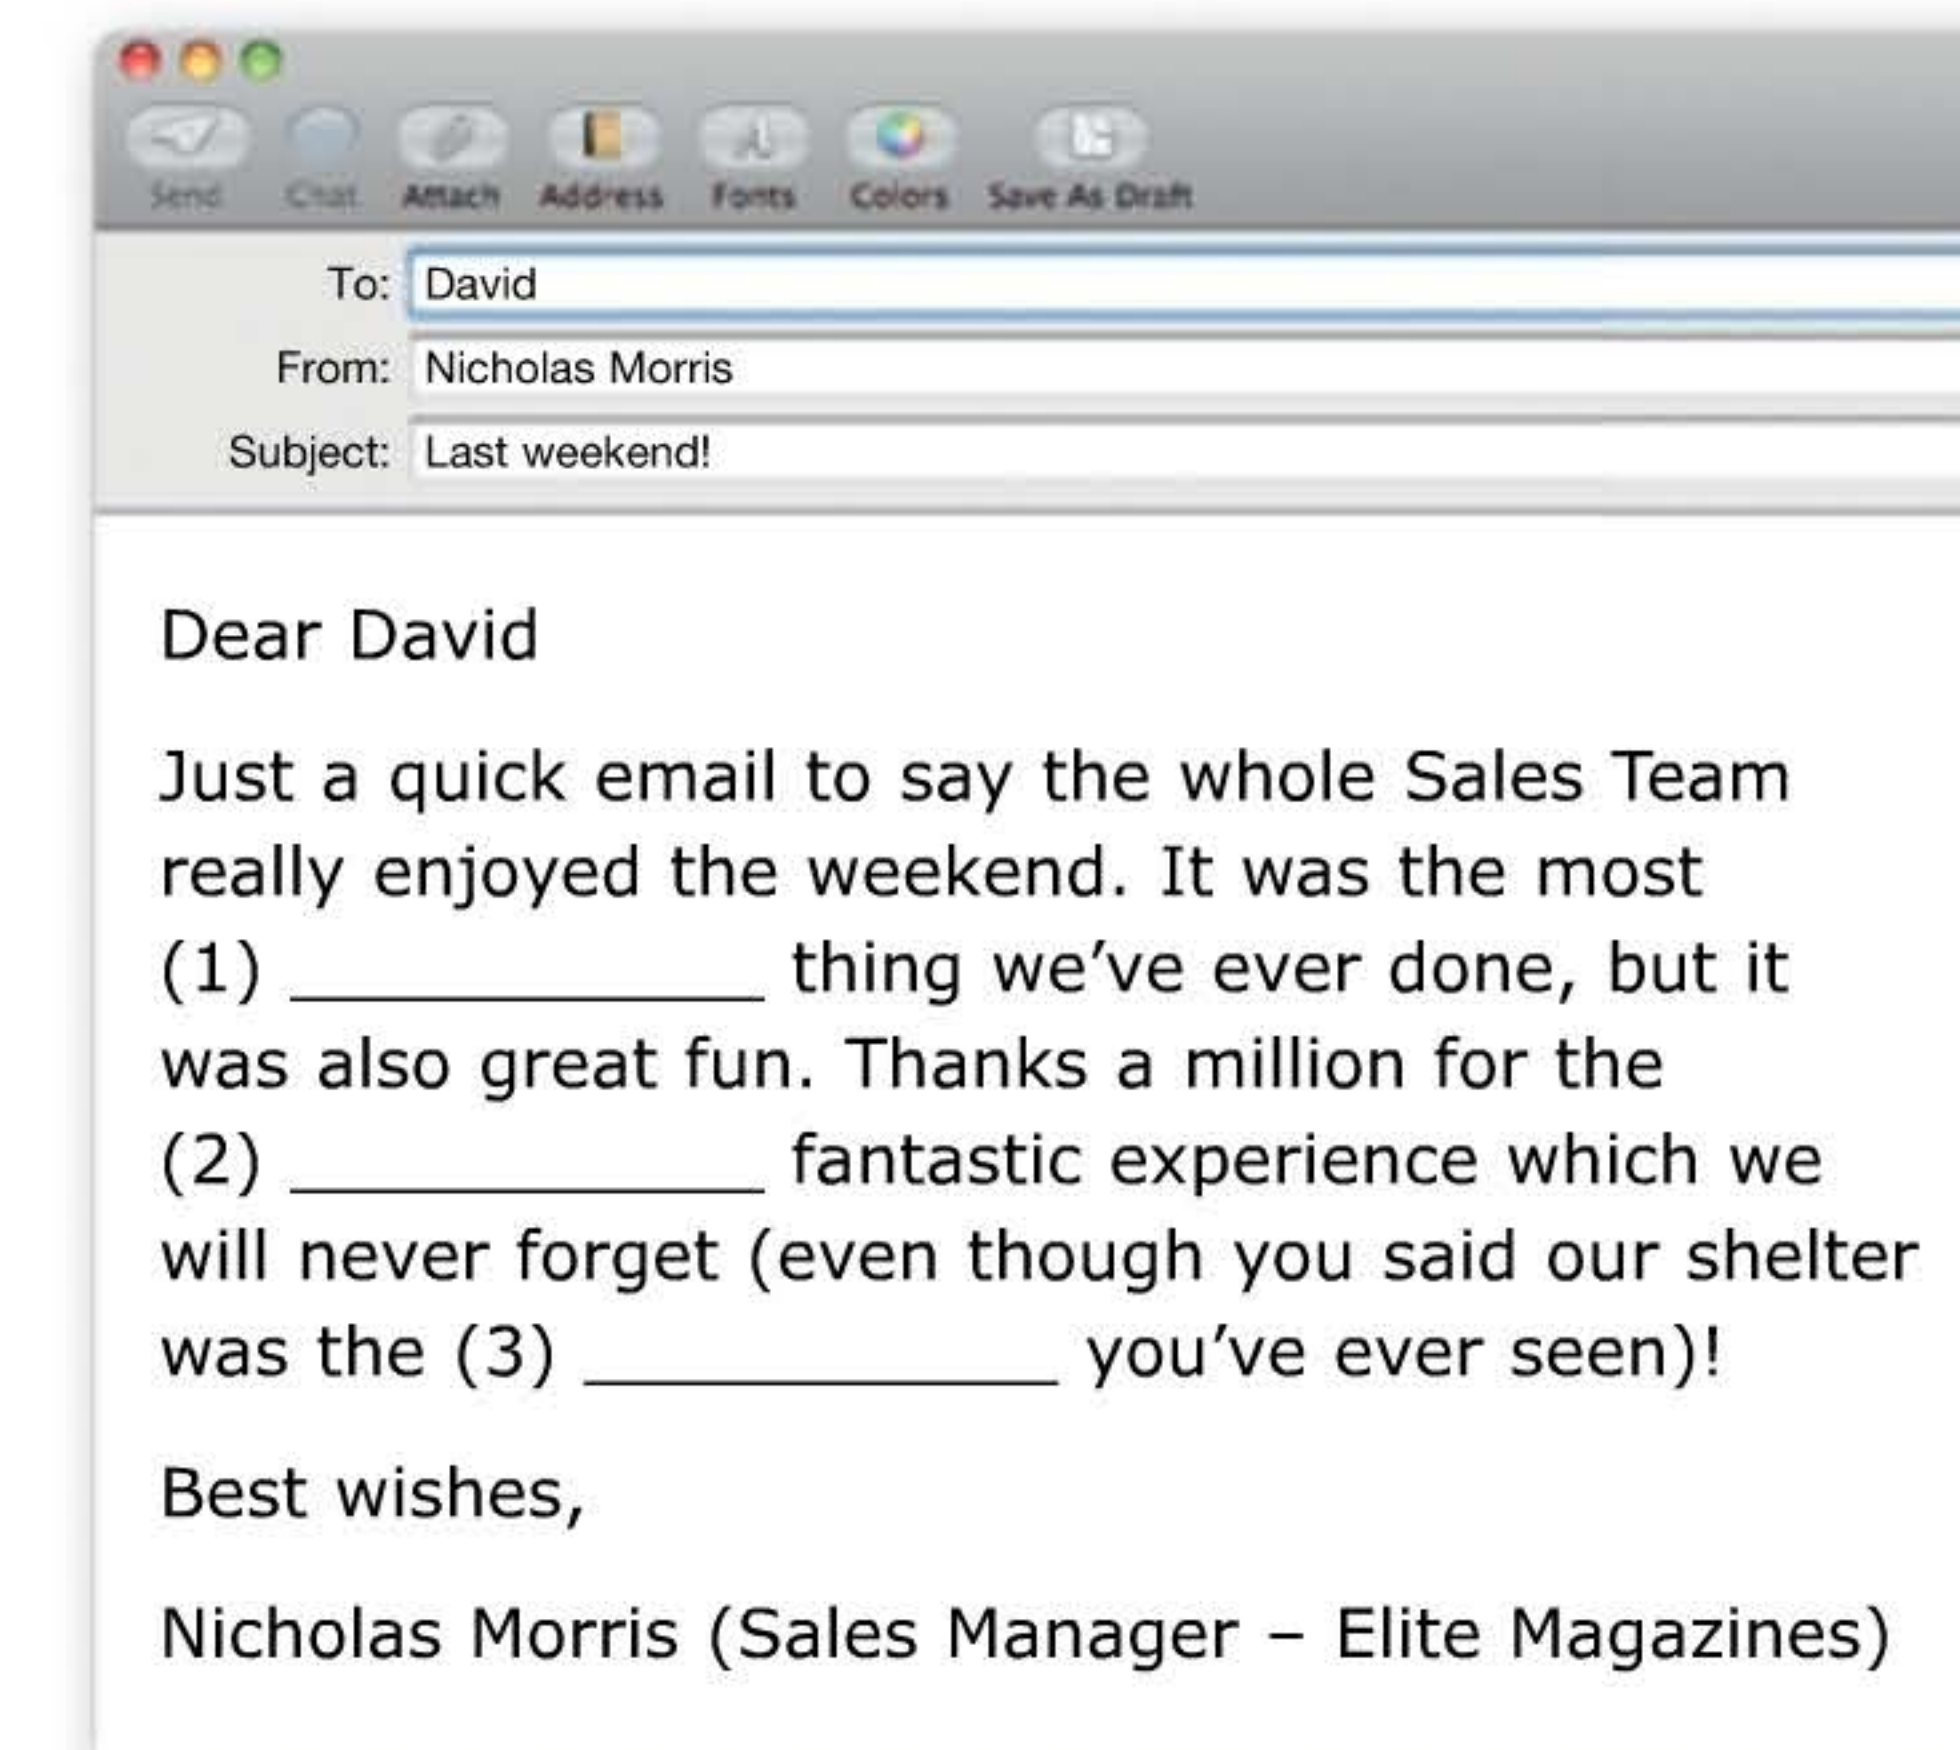 Send Chat Attach Address Fonts Colors Save As Draft
To: David
From: Nicholas Morris
Subject: Last weekend!
Dear David
Just a quick email to say the whole Sales Team
really enjoyed the weekend. It was the most
(1) ____________ thing we’ve ever done, but it
was also great fun. Thanks a million for the
(2) ____________ fantastic experience which we
will never forget (even though you said our shelter
was the (3) ____________ you’ve ever seen)!
Best wishes,
Nicholas Morris (Sales Manager – Elite Magazines)